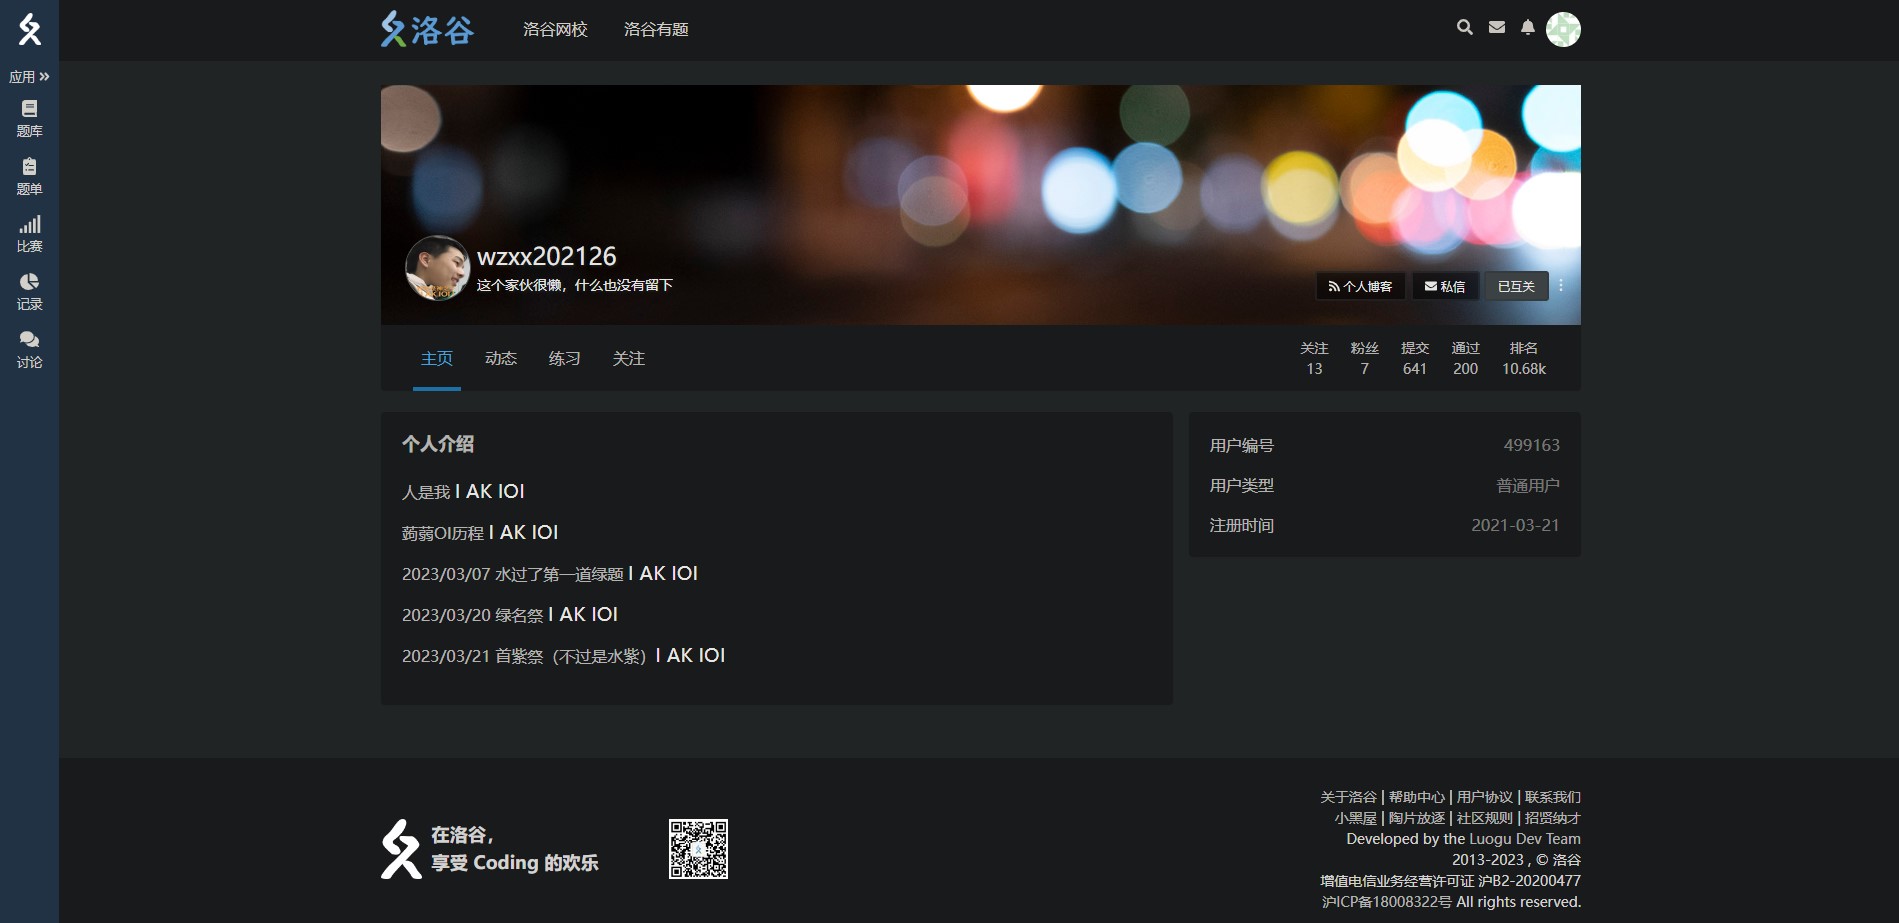 洛谷
洛谷网校
洛谷有题
应用
题库
题单
比赛
记录
讨论
wzxx202126
这个家伙很懒，什么也没有留下
个人博客
私信
已互关
主页
动态
练习
关注
关注
13
粉丝
7
提交
641
通过
200
排名
10.68k
个人介绍
人是我 I AK IOI
蒟蒻OI历程 I AK IOI
2023/03/07 水过了第一道绿题 I AK IOI
2023/03/20 绿名祭 I AK IOI
2023/03/21 首紫祭（不过是水紫）I AK IOI
用户编号 499163
用户类型 普通用户
注册时间 2021-03-21
在洛谷，
享受 Coding 的欢乐
关于洛谷 | 帮助中心 | 用户协议 | 联系我们
小黑屋 | 陶片放逐 | 社区规则 | 招贤纳才
Developed by the Luogu Dev Team
2013-2023 , © 洛谷
增值电信业务经营许可证 沪B2-20200477
沪ICP备18008322号 All rights reserved.